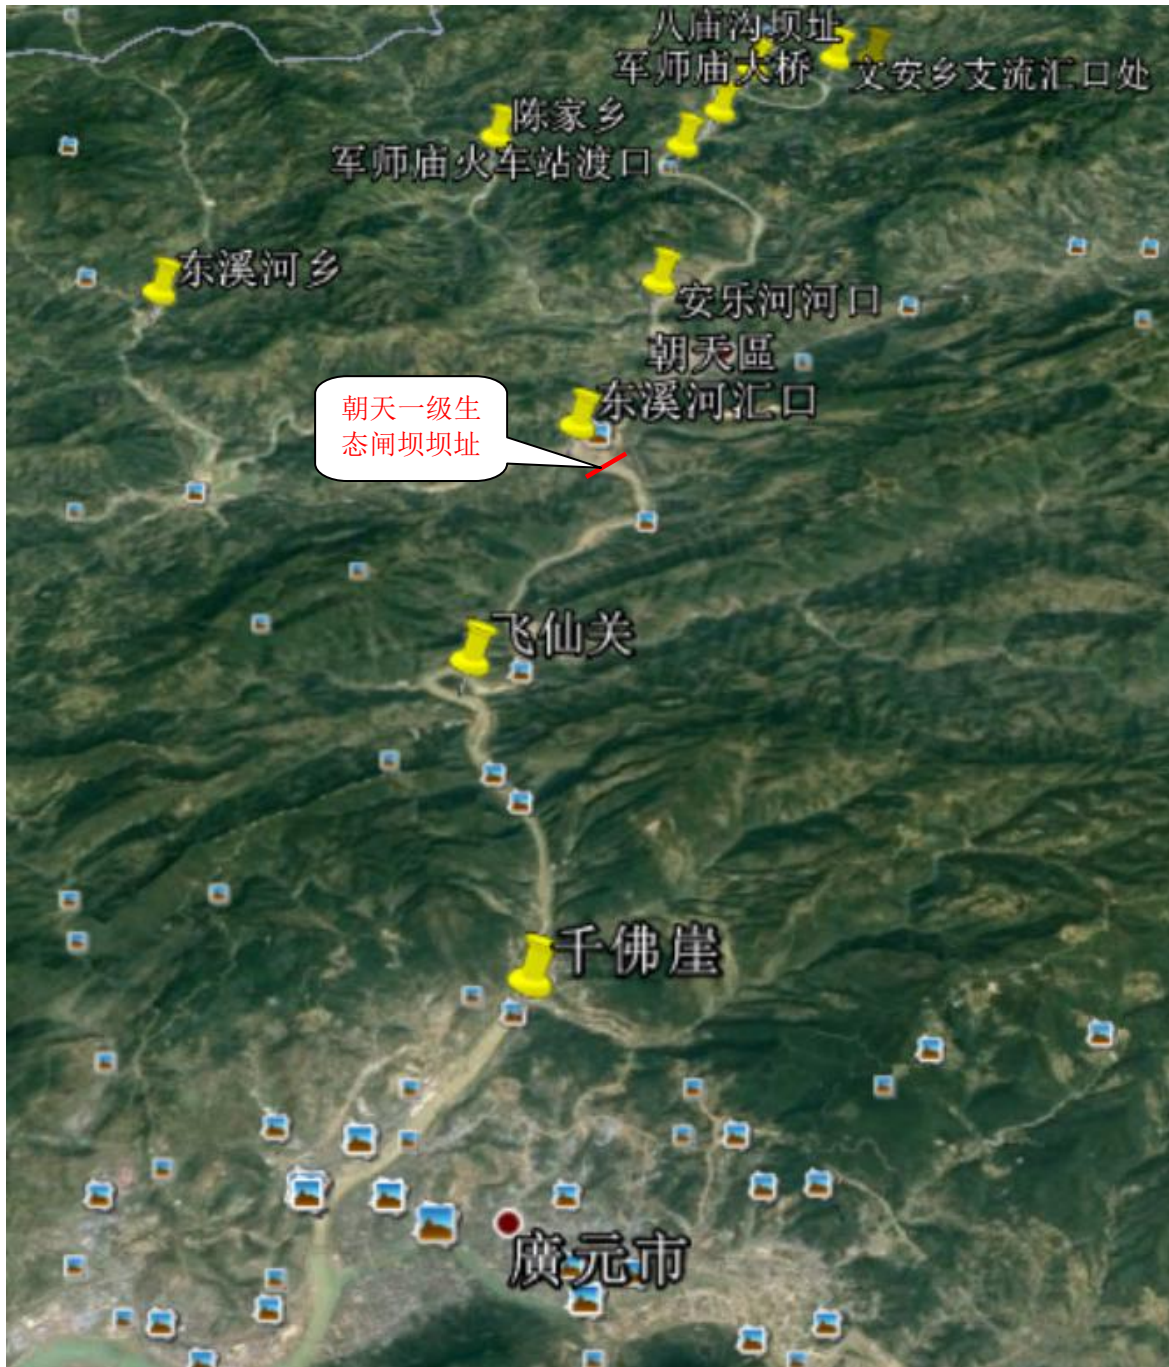 八庙沟坝址
军师庙大桥
文安乡支流汇口处
陈家乡
军师庙火车站渡口
东溪河乡
安乐河河口
朝天區
东溪河汇口
朝天一级生
态闸坝坝址
飞仙关
千佛崖
廣元市